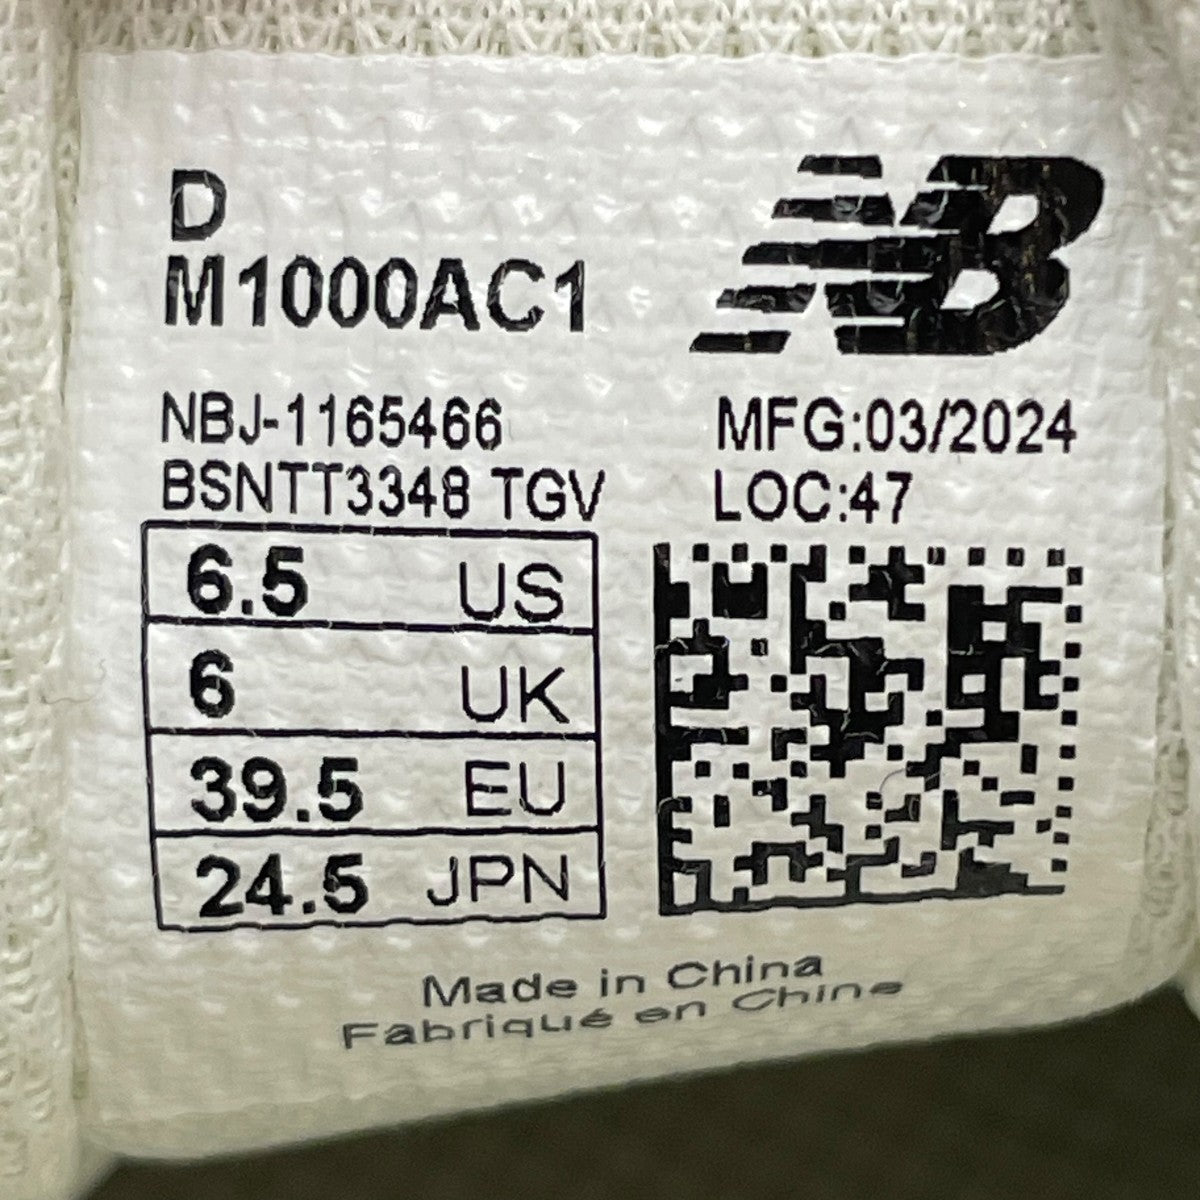 D
M1000AC1
NB
NBJ-1165466
BSNTT3348 TGV
MFG:03/2024
LOC:47
6.5 US
6 UK
39.5 EU
24.5 JPN
Made in China
Fabriqué en Chine